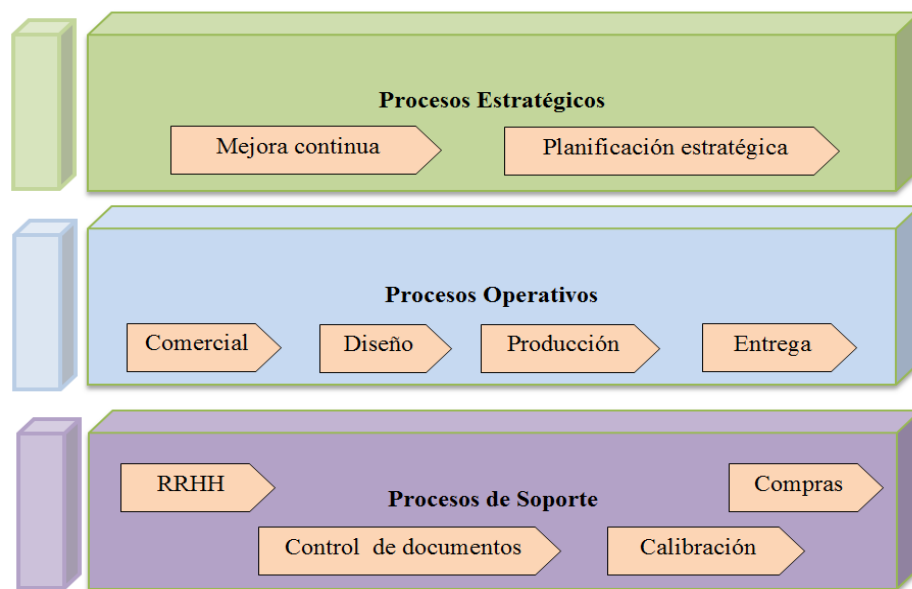 Procesos Estratégicos
Mejora continua
Planificación estratégica
Procesos Operativos
Comercial
Diseño
Producción
Entrega
RRHH
Compras
Procesos de Soporte
Control de documentos
Calibración